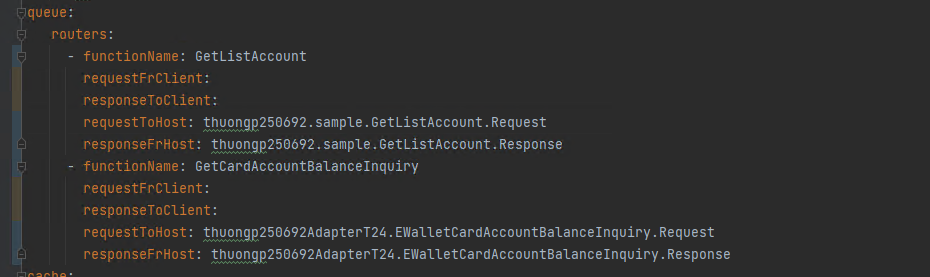 queue:
routers:
- functionName: GetListAccount
requestFrClient:
responseToClient:
requestToHost: thuongp250692.sample.GetListAccount.Request
responseFrHost: thuongp250692.sample.GetListAccount.Response
- functionName: GetCardAccountBalanceInquiry
requestFrClient:
responseToClient:
requestToHost: thuongp250692AdapterT24.EWalletCardAccountBalanceInquiry.Request
responseFrHost: thuongp250692AdapterT24.EWalletCardAccountBalanceInquiry.Response
cache: